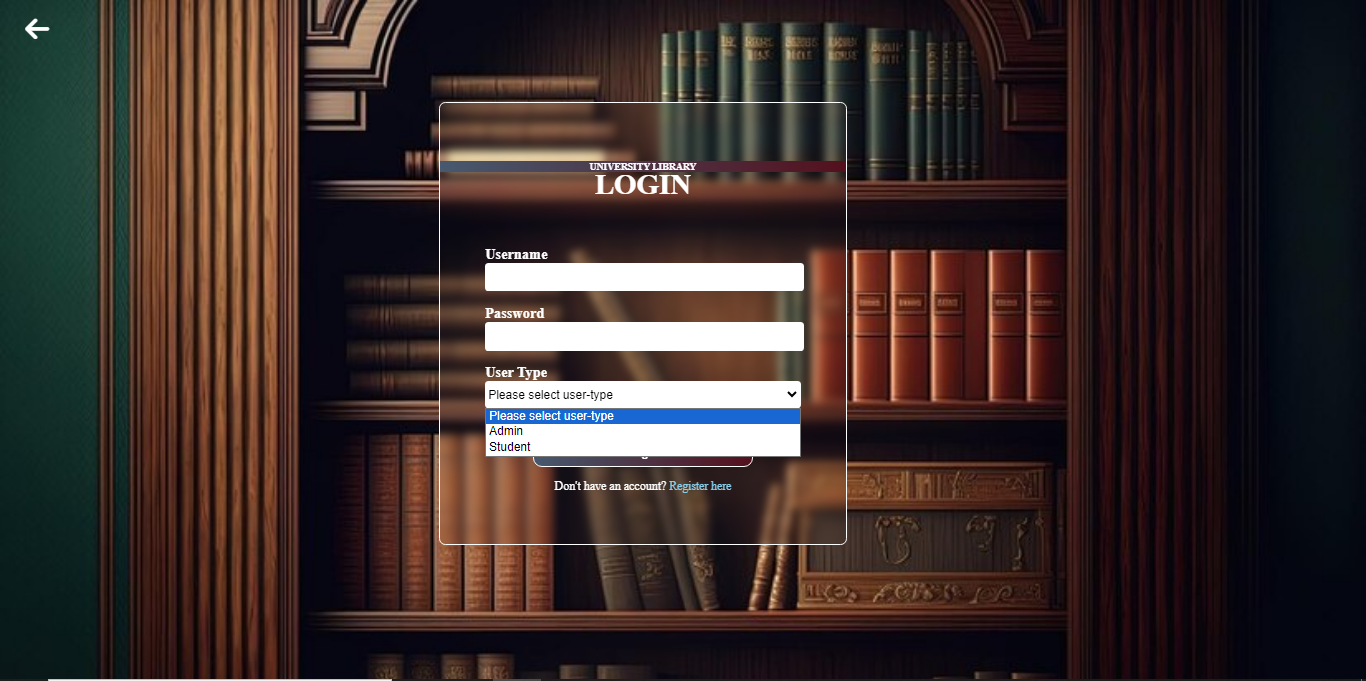 UNIVERSITY LIBRARY
LOGIN
Username
Password
User Type
Please select user-type
Please select user-type
Admin
Student
Don't have an account? Register here